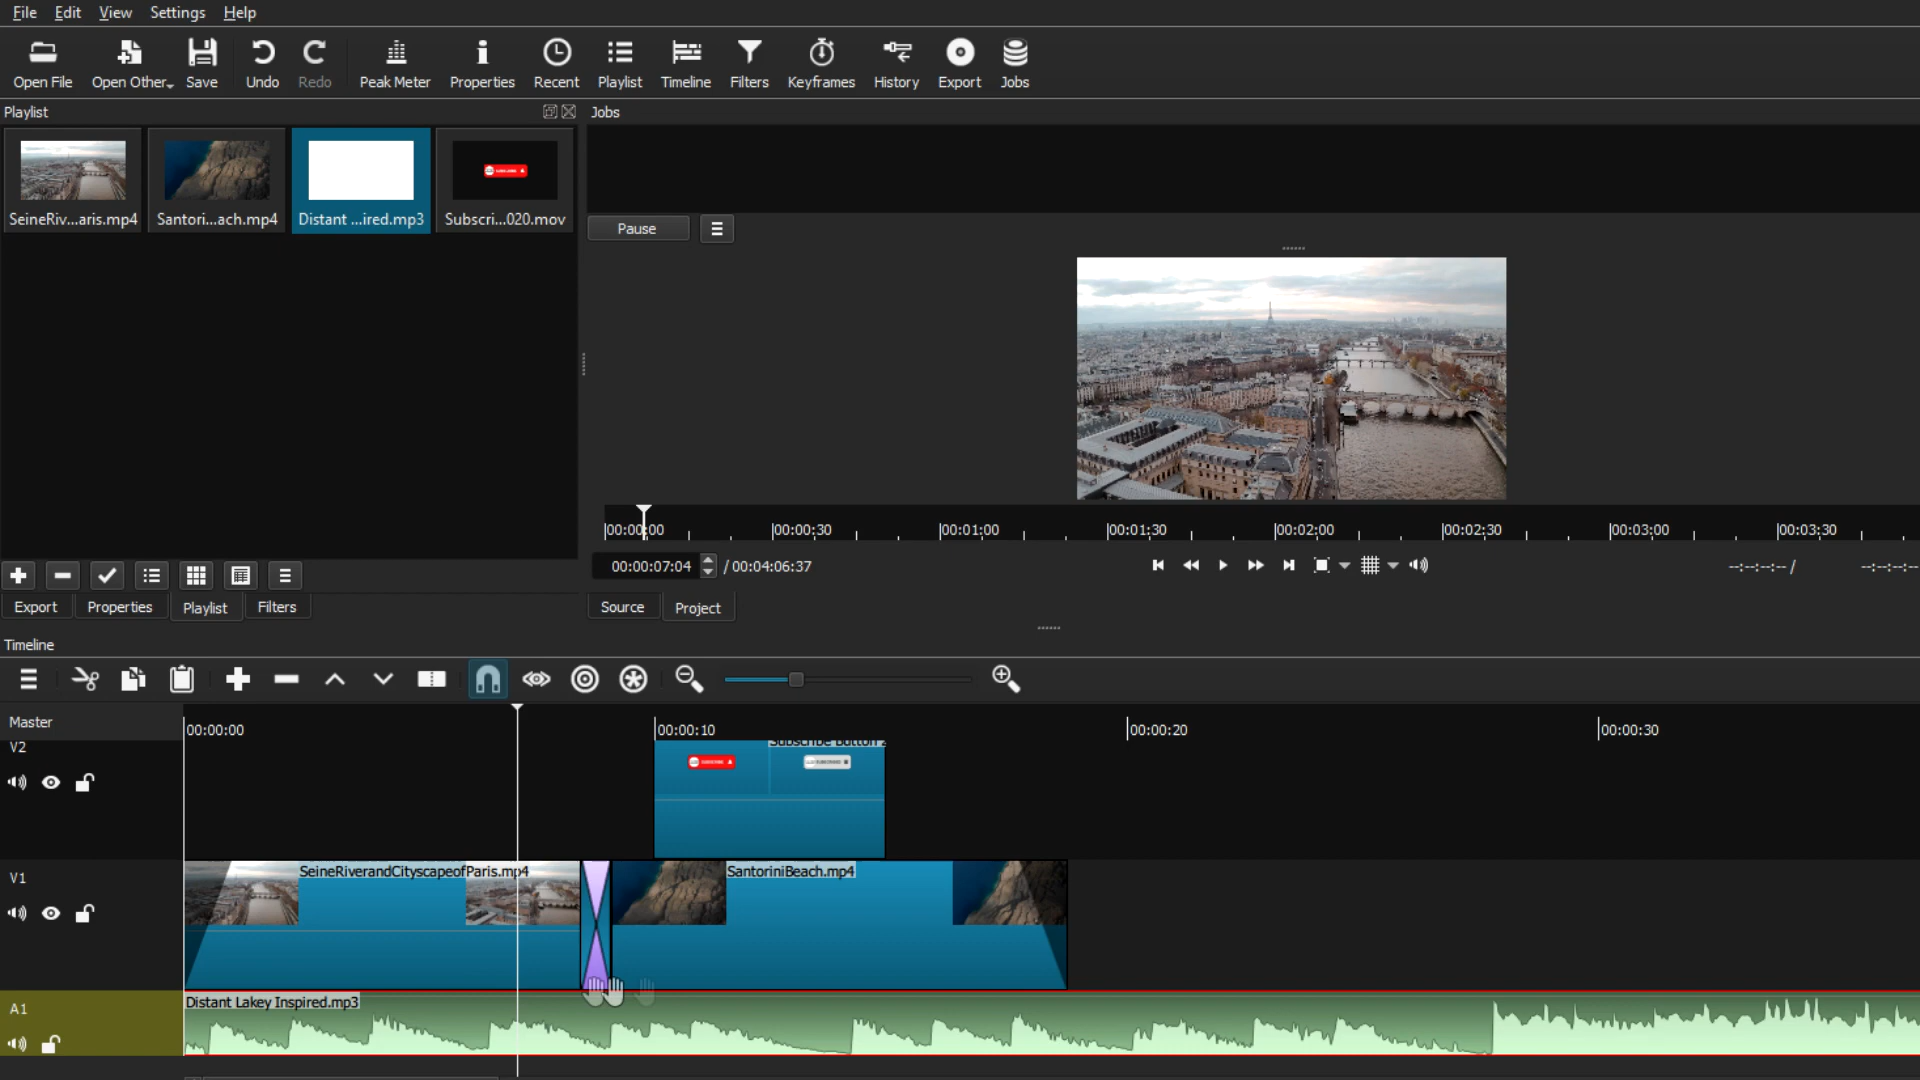 File Edit View Settings Help
Open File Open Other Save Undo Redo Peak Meter Properties Recent Playlist Timeline Filters Keyframes History Export Jobs
Playlist
Jobs
SeineRiv...aris.mp4 Santori...ach.mp4 Distant ...ired.mp3 Subscri...020.mov
Pause
00:00:00 00:00:30 00:01:00 00:01:30 00:02:00 00:02:30 00:03:00 00:03:30
00:00:07:04 / 00:04:06:37 --:--:--:-- / --:--:--:--
Export Properties Playlist Filters
Source Project
Timeline
Master
00:00:00 00:00:10 00:00:20 00:00:30
V2
Subscribe Button 2
V1
SeineRiverandCityscapeofParis.mp4
SantoriniBeach.mp4
A1
Distant Lakey Inspired.mp3